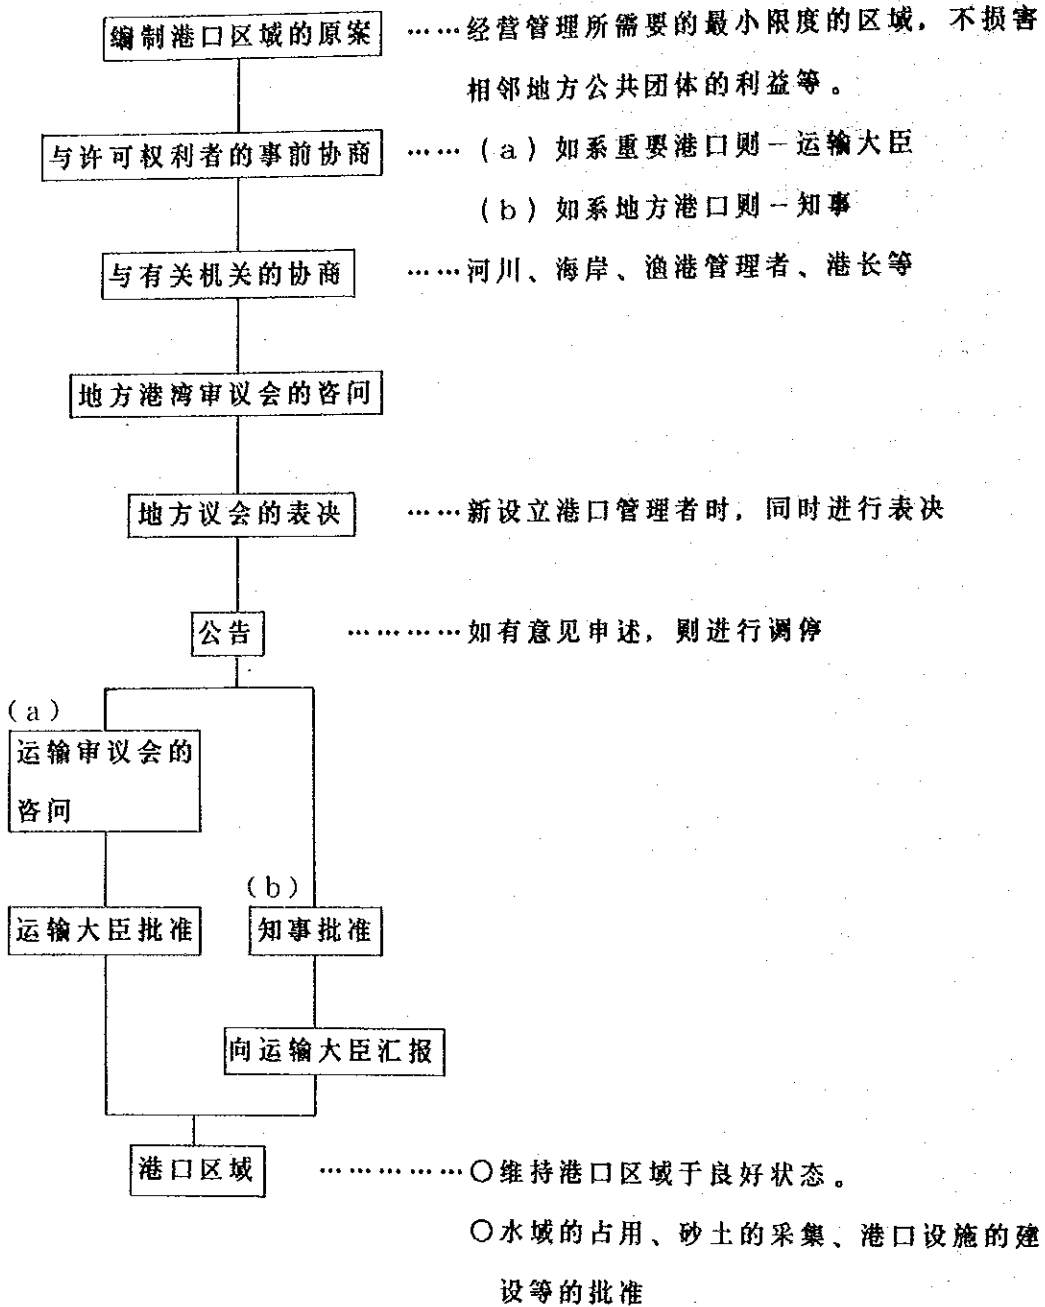 编制港口区域的原案 ……经营管理所需要的最小限度的区域，不损害
相邻地方公共团体的利益等。
与许可权利者的事前协商 ……（a）如系重要港口则－运输大臣
（b）如系地方港口则－知事
与有关机关的协商 ……河川、海岸、渔港管理者、港长等
地方港湾审议会的咨问
地方议会的表决 ……新设立港口管理者时，同时进行表决
公告 …………如有意见申述，则进行调停
（a）
运输审议会的
咨问
（b）
运输大臣批准 知事批准
向运输大臣汇报
港口区域 ……………○维持港口区域于良好状态。
○水域的占用、砂土的采集、港口设施的建
设等的批准